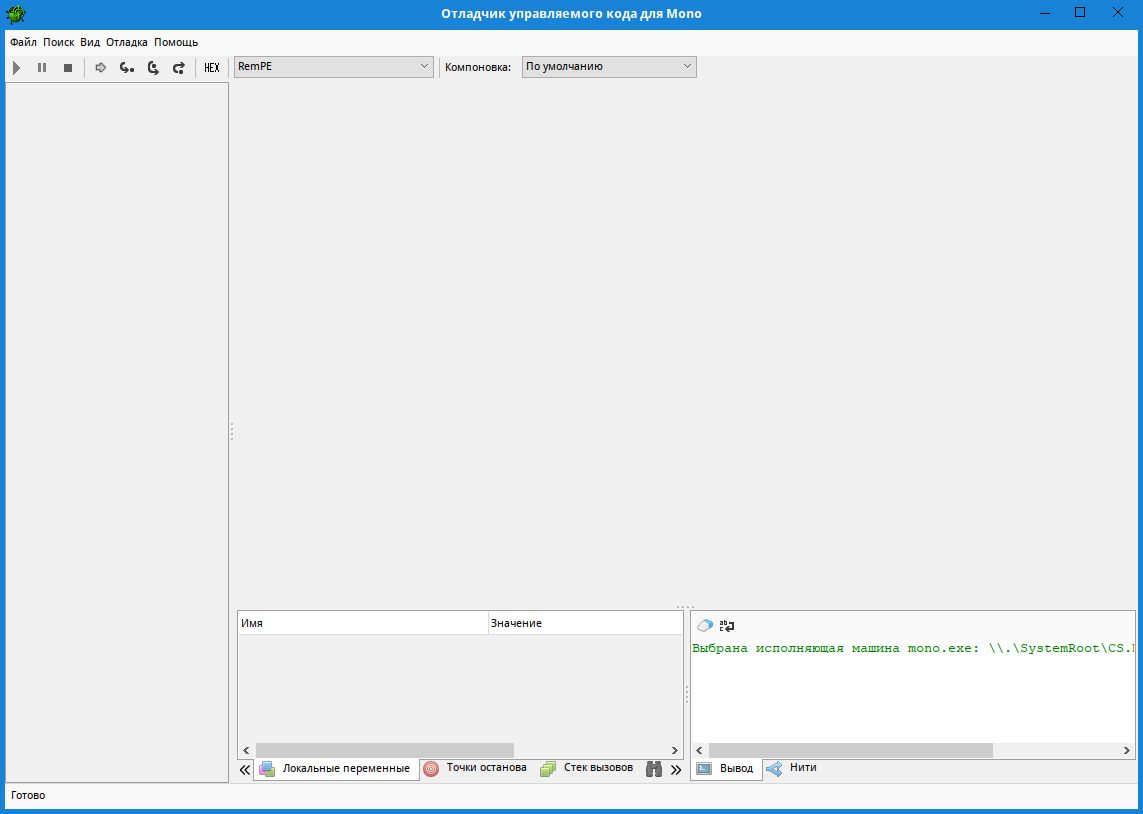 Отладчик управляемого кода для Mono
Файл Поиск Вид Отладка Помощь
HEX RemPE Компоновка: По умолчанию
Имя Значение
Выбрана исполняющая машина mono.exe: \\.\SystemRoot\CS.
Локальные переменные Точки останова Стек вызовов Вывод Нити
Готово